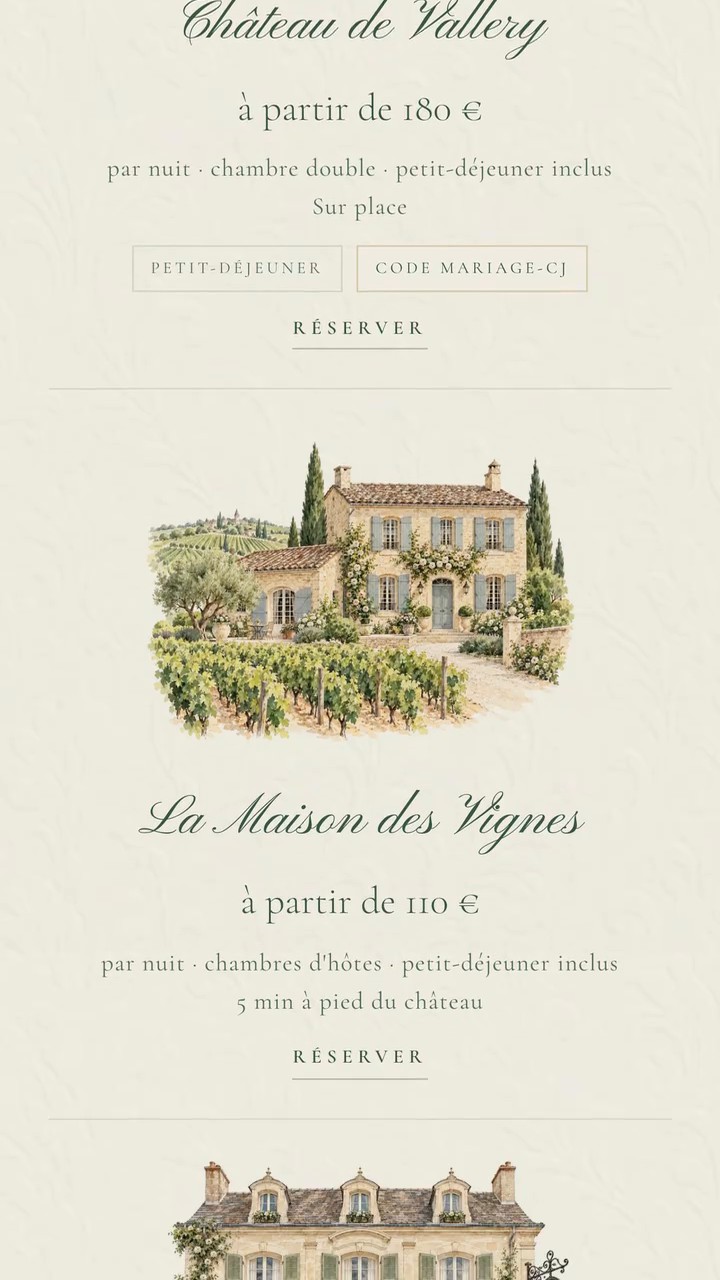 Château de Vallery
à partir de 180 €
par nuit · chambre double · petit-déjeuner inclus
Sur place
PETIT-DÉJEUNER
CODE MARIAGE-CJ
RÉSERVER
La Maison des Vignes
à partir de 110 €
par nuit · chambres d'hôtes · petit-déjeuner inclus
5 min à pied du château
RÉSERVER